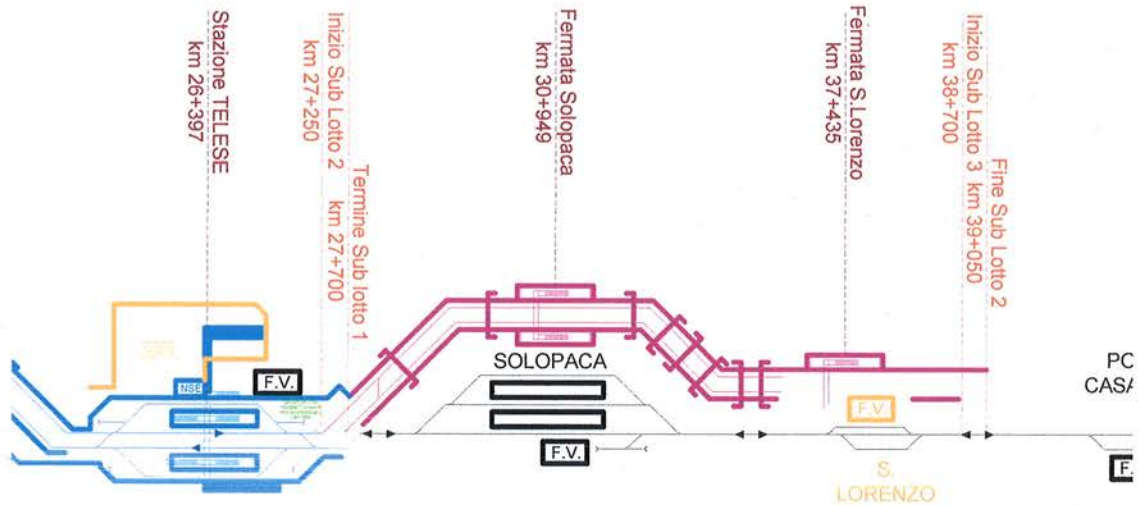 Stazione TELESE
km 26+397
Inizio Sub Lotto 2
km 27+250
Termine Sub lotto 1
km 27+700
Fermata Solopaca
km 30+949
Fermata S.Lorenzo
km 37+435
Inizio Sub Lotto 3
km 38+700
Fine Sub Lotto 2
km 39+050
SOLOPACA
NSE
F.V.
F.V.
F.V.
S.
LORENZO
PO
CASA
F.